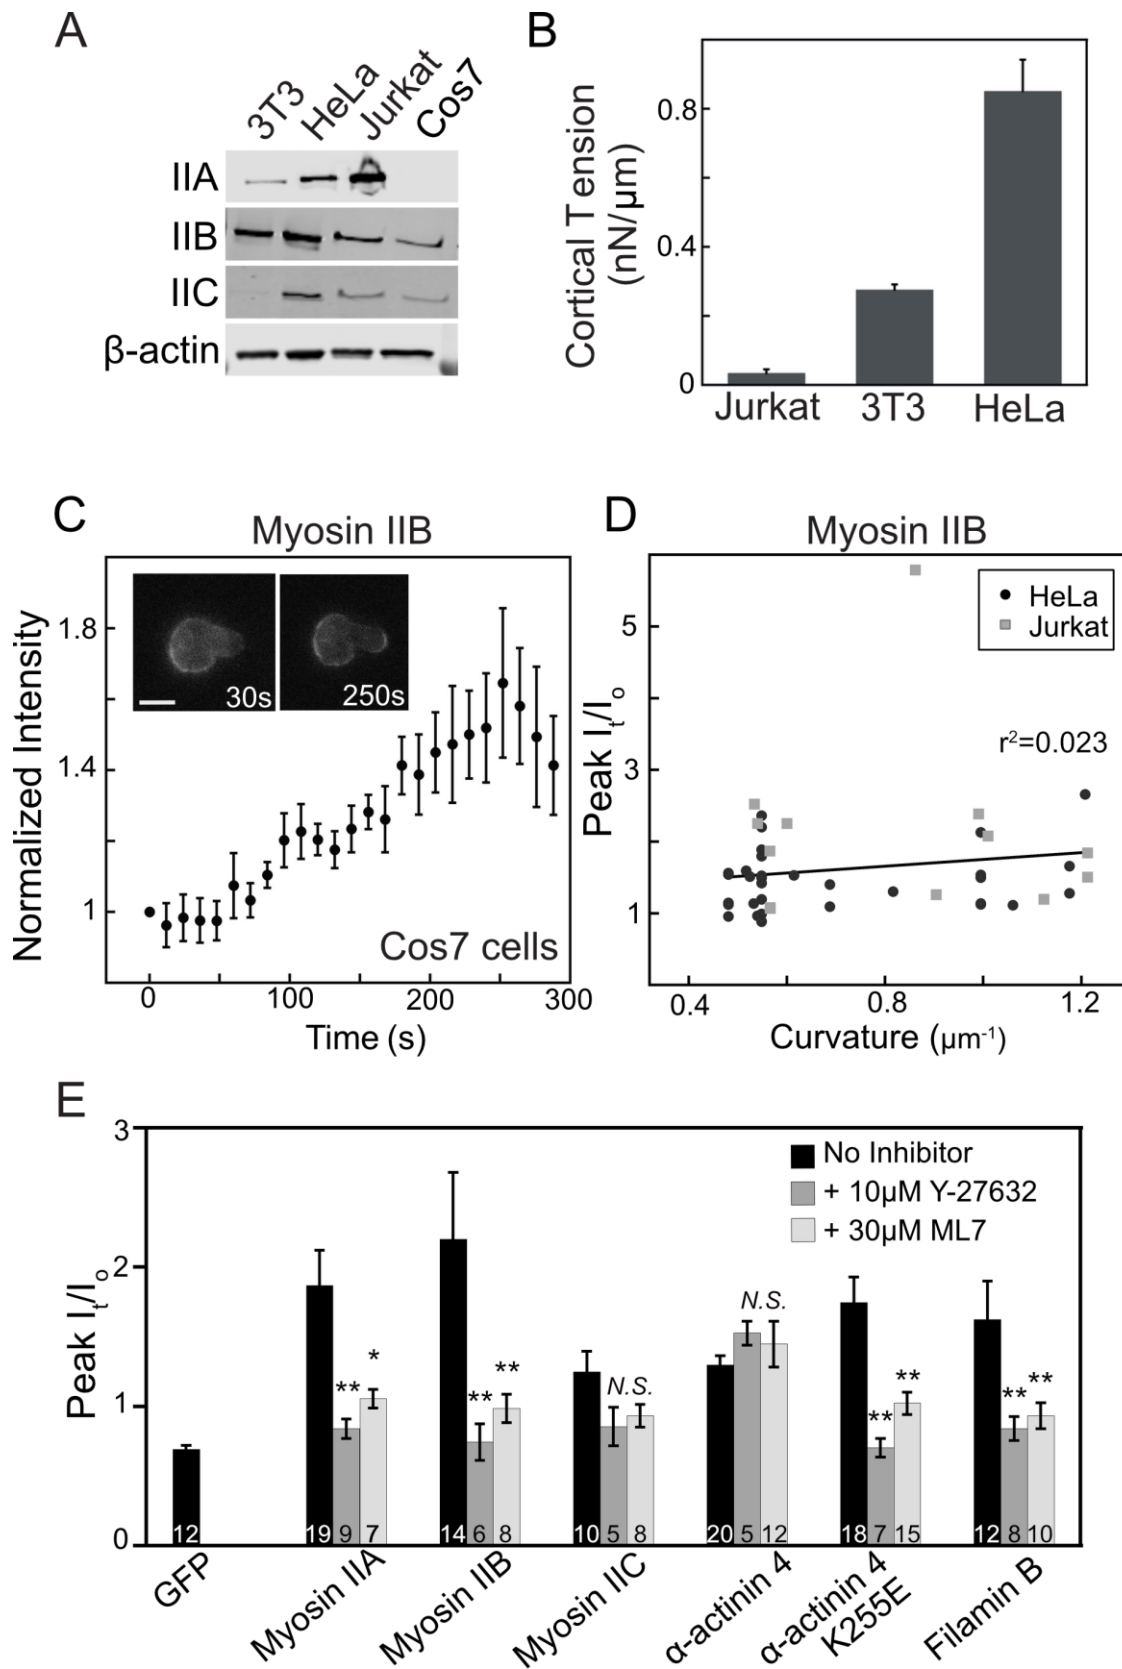 A
3T3
HeLa
Jurkat
Cos7
IIA
IIB
IIC
β-actin
B
Cortical Tension
(nN/µm)
0.8
0.4
0
Jurkat
3T3
HeLa
C
Myosin IIB
Normalized Intensity
1.8
1.4
1
30s
250s
Cos7 cells
0
100
200
300
Time (s)
D
Myosin IIB
Peak It/Io
5
3
1
HeLa
Jurkat
r²=0.023
0.4
0.8
1.2
Curvature (µm⁻¹)
E
Peak It/Io
3
2
1
0
No Inhibitor
+ 10µM Y-27632
+ 30µM ML7
** *
** **
N.S.
N.S.
** **
** **
12
19 9 7
14 6 8
10 5 8
20 5 12
18 7 15
12 8 10
GFP
Myosin IIA
Myosin IIB
Myosin IIC
α-actinin 4
α-actinin 4
K255E
Filamin B